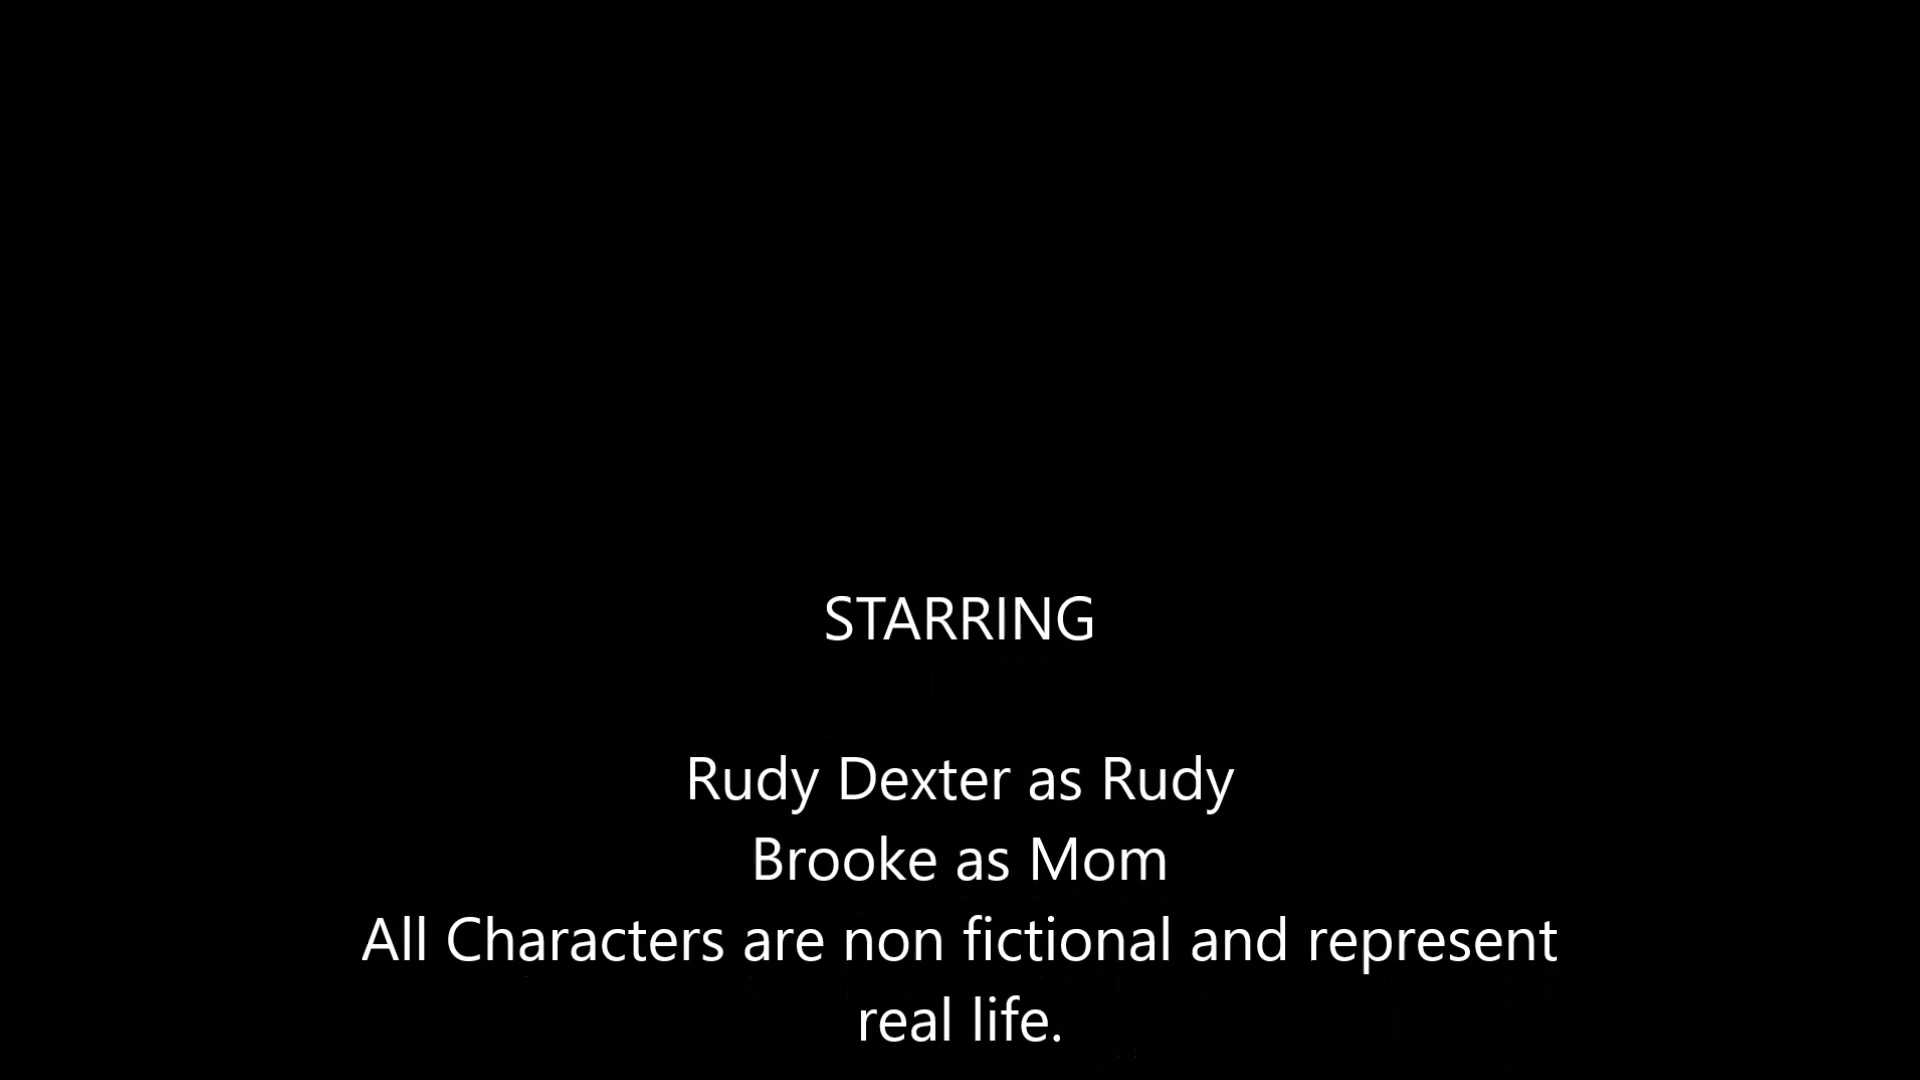 STARRING
Rudy Dexter as Rudy
Brooke as Mom
All Characters are non fictional and represent
real life.